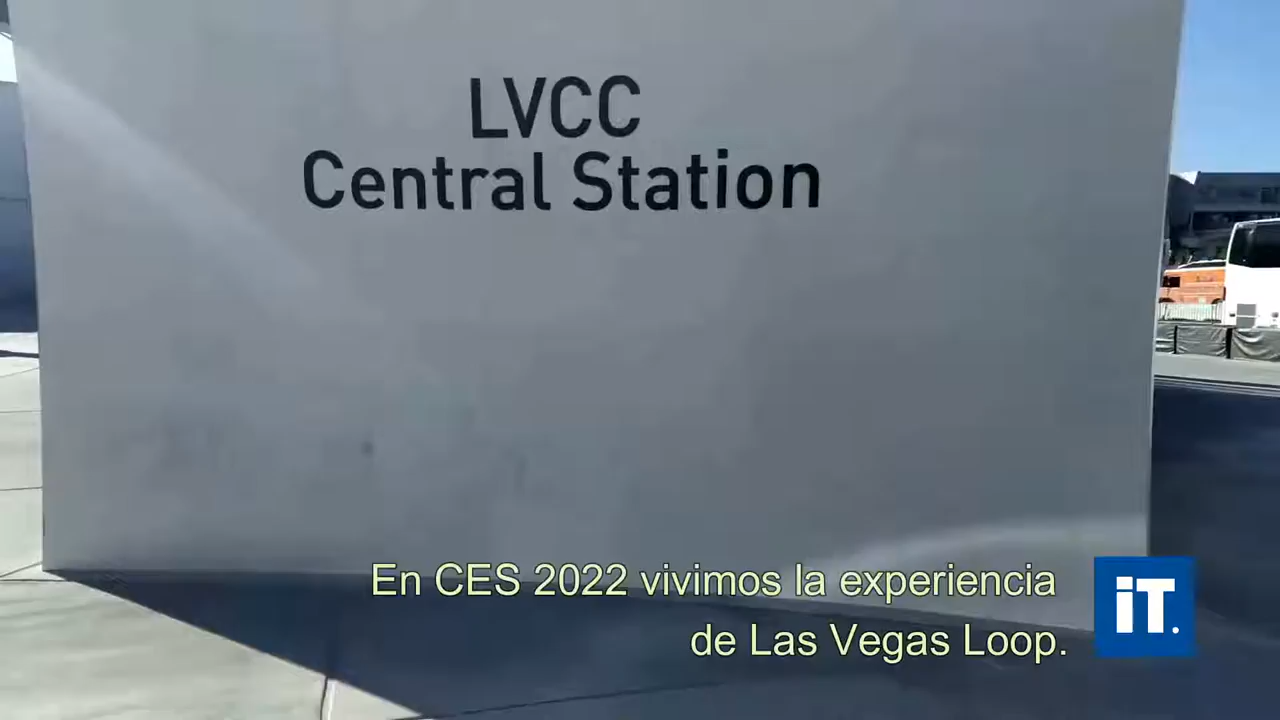 LVCC
Central Station
En CES 2022 vivimos la experiencia
de Las Vegas Loop.
iT.